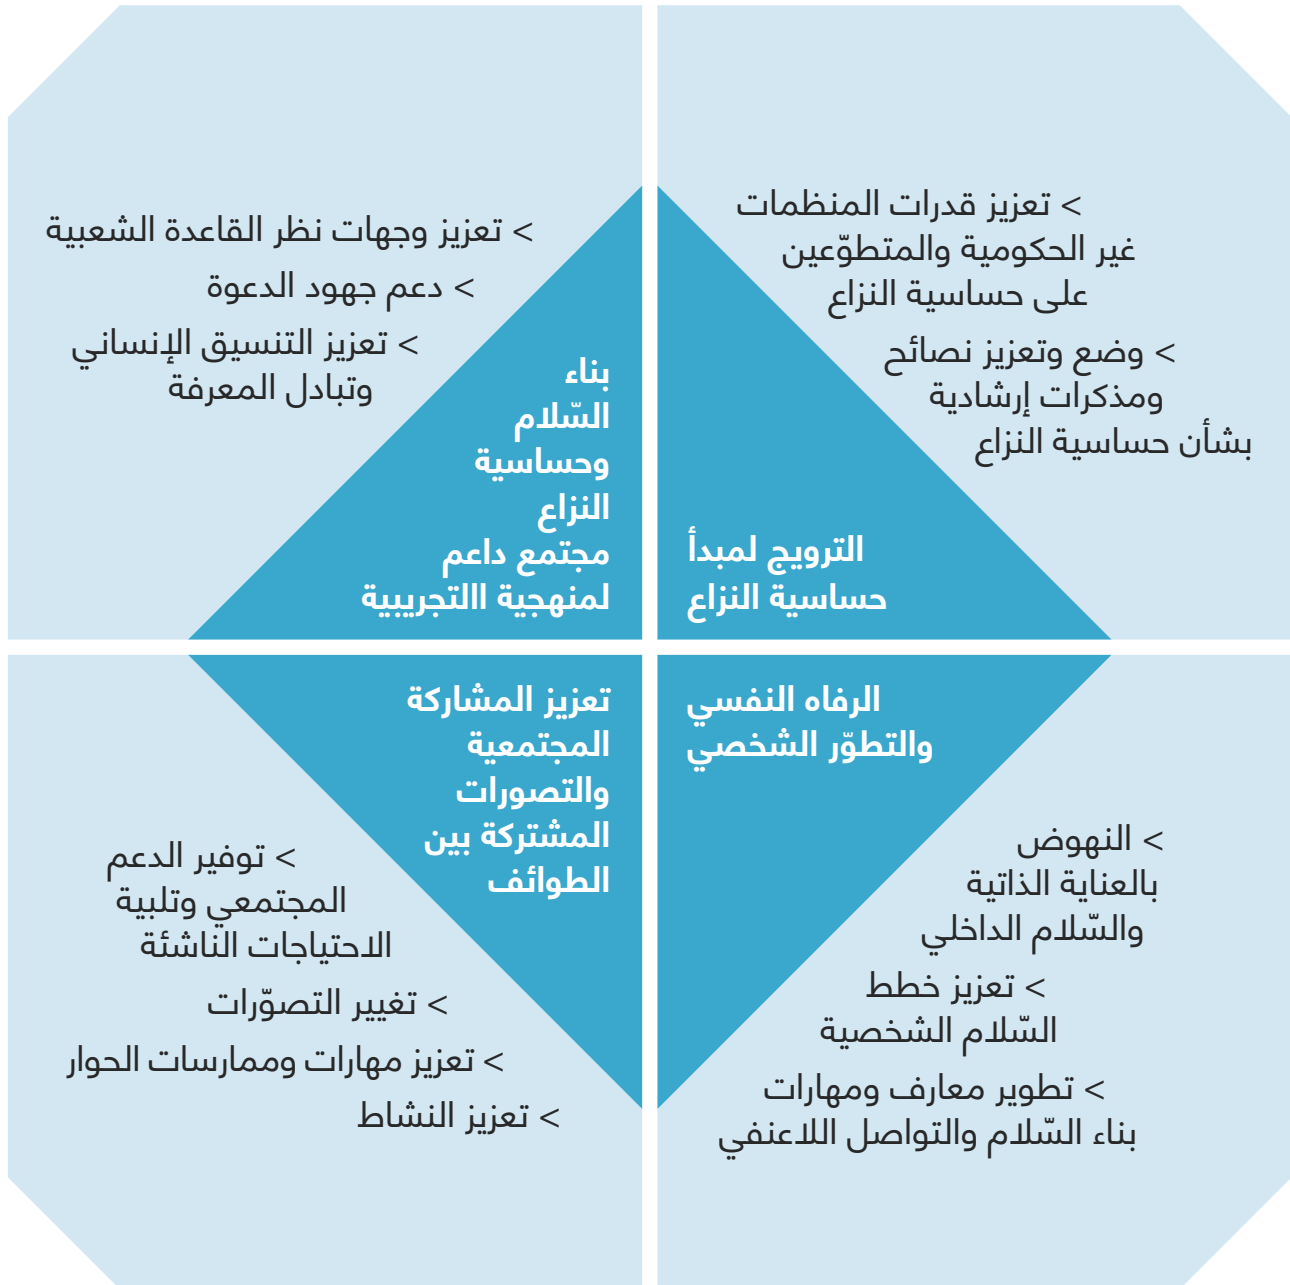 > تعزيز قدرات المنظمات
غير الحكومية والمتطوّعين
على حساسية النزاع
> وضع وتعزيز نصائح
ومذكرات إرشادية
بشأن حساسية النزاع
الترويج لمبدأ
حساسية النزاع
> تعزيز وجهات نظر القاعدة الشعبية
> دعم جهود الدعوة
> تعزيز التنسيق الإنساني
وتبادل المعرفة
بناء
السّلام
وحساسية
النزاع
مجتمع داعم
لمنهجية االتجريبية
الرفاه النفسي
والتطوّر الشخصي
> النهوض
بالعناية الذاتية
والسّلام الداخلي
> تعزيز خطط
السّلام الشخصية
> تطوير معارف ومهارات
بناء السّلام والتواصل اللاعنفي
تعزيز المشاركة
المجتمعية
والتصورات
المشتركة بين
الطوائف
> توفير الدعم
المجتمعي وتلبية
الاحتياجات الناشئة
> تغيير التصوّرات
> تعزيز مهارات وممارسات الحوار
> تعزيز النشاط